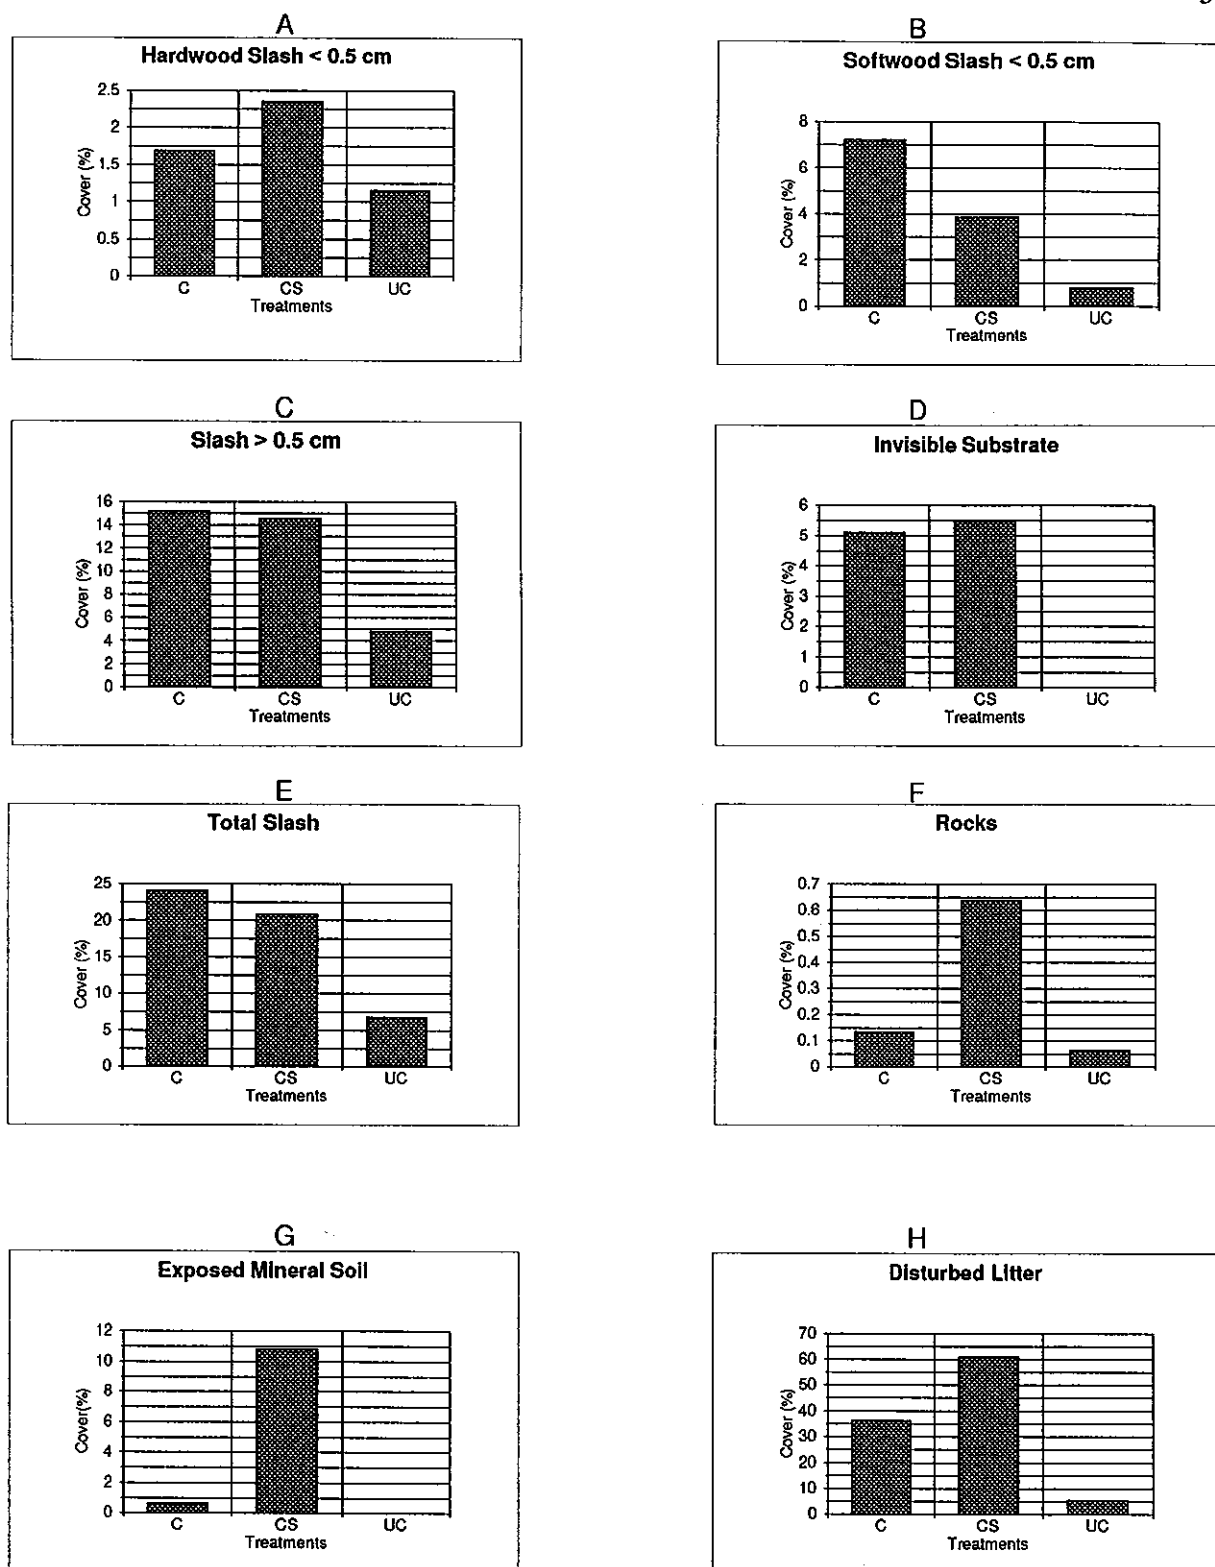 A
Hardwood Slash < 0.5 cm
2.5
2
1.5
1
0.5
0
Cover (%)
C CS UC
Treatments
B
Softwood Slash < 0.5 cm
8
6
4
2
0
Cover (%)
C CS UC
Treatments
C
Slash > 0.5 cm
16
14
12
10
8
6
4
2
0
Cover (%)
C CS UC
Treatments
D
Invisible Substrate
6
5
4
3
2
1
0
Cover (%)
C CS UC
Treatments
E
Total Slash
25
20
15
10
5
0
Cover (%)
C CS UC
Treatments
F
Rocks
0.7
0.6
0.5
0.4
0.3
0.2
0.1
0
Cover (%)
C CS UC
Treatments
G
Exposed Mineral Soil
12
10
8
6
4
2
0
Cover(%)
C CS UC
Treatments
H
Disturbed Litter
70
60
50
40
30
20
10
0
Cover (%)
C CS UC
Treatments